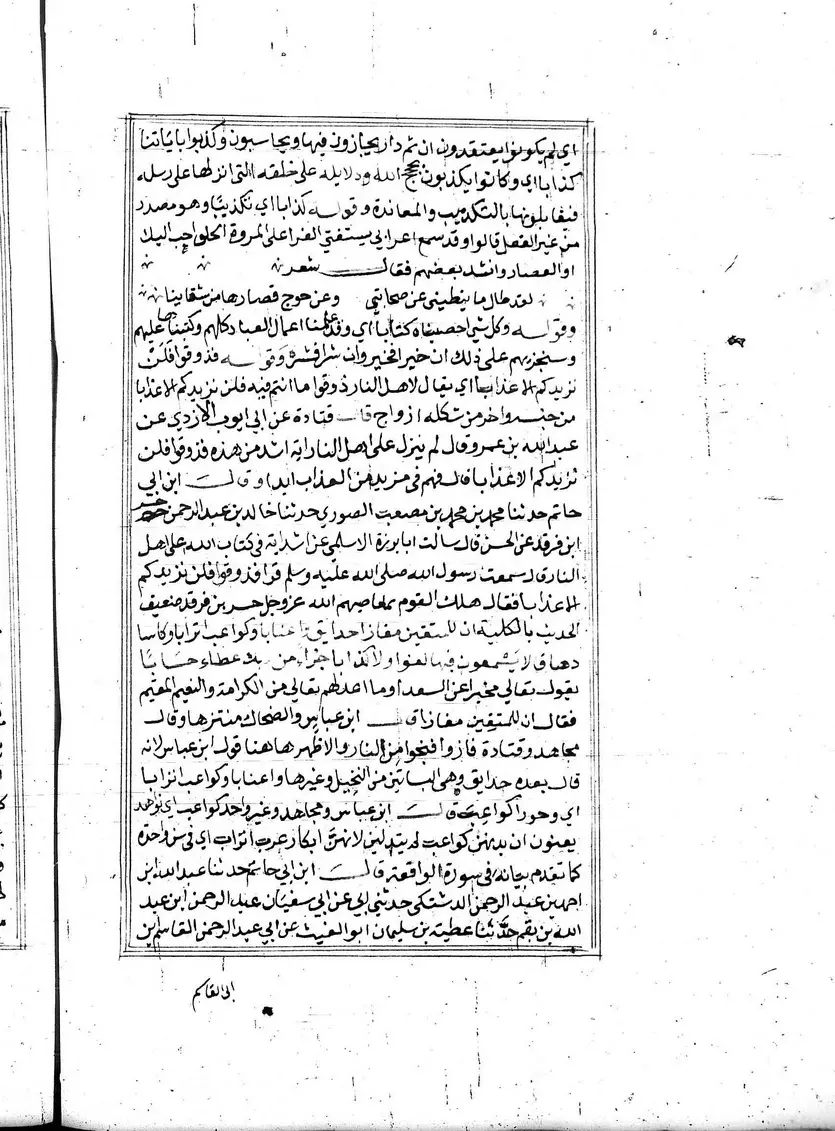 اي لم يكونوا يعتقدون ان ثم دار يجازون فيها ويحاسبون وكذبوا باياتنا
كذابا اي وكانوا يكذبون بحجج الله ودلايله على خلقه التي انزلها على رسله
فيقابلونها بالتكذيب والمعاندة وقوله كذابا اي تكذيبا وهو مصدر
من غير الفعل قالوا وقد سمع اعرابي يستفتي الفرا على المروة الحلق احب اليك
او القصار وانشد بعضهم فقال شعر
لقد طال ما يبطيني عن صحابتي وعن حوج قصارها من شفاينا
وقوله وكل شي احصيناه كتابا اي وقد علمنا اعمال العباد كلهم وكتبناها عليهم
وسنجزيهم على ذلك ان خيرا فخير وان شرا فشر وقوله فذوقوا فلن
نزيدكم الا عذابا اي يقال لاهل النار ذوقوا ما انتم فيه فلن نزيدكم الا عذابا
من جنسه واخر من شكله ازواج قال قتادة عن ابي ايوب الازدي عن
عبد الله بن عمرو قال لم ينزل على اهل النار اية اشد من هذه فذوقوا فلن
نزيدكم الا عذابا قال فهم في مزيد من العذاب ابدا وقال ابن ابي
حاتم حدثنا محمد بن محمد بن مصعب الصوري حدثنا خالد بن عبد الرحمن حدثنا جسر
ابن فرقد عن الحسن قال سالت ابا برزة الاسلمي عن اشد اية في كتاب الله على اهل
النار قال سمعت رسول الله صلى الله عليه وسلم قرا فذوقوا فلن نزيدكم
الا عذابا فقال هلك القوم بمعاصيهم الله عز وجل جسر بن فرقد ضعيف
الحديث بالكلية ان للمتقين مفازا حدايق واعنابا وكواعب اترابا وكاسا
دهاقا لا يسمعون فيها لغوا ولا كذابا جزاء من ربك عطاء حسابا
يقول تعالى مخبرا عن السعدا وما اعد لهم تعالى من الكرامة والنعيم المقيم
فقال ان للمتقين مفازا قال ابن عباس والضحاك منتزها وقال
مجاهد وقتادة فازوا فنجوا من النار والاظهر هاهنا قول ابن عباس لانه
قال بعده حدايق وهي البساتين من النخيل وغيرها واعنابا وكواعب اترابا
اي وحورا كواعب قال ابن عباس ومجاهد وغير واحد كواعب اي نواهد
يعنون ان ثديهن كواعب لم يتدلين لانهن ابكار عرب اتراب اي في سن واحدة
كما تقدم بيانه في سورة الواقعة قال ابن ابي حاتم حدثنا عبد الله ابن
احمد بن عبد الرحمن الدشتكي حدثني ابي عن ابي سفيان عبد الرحمن ابن عبد
الله بن بقم حدثنا عطية بن سليمان ابو الغيث عن ابي عبد الرحمن القاسم بن
ابي القاسم